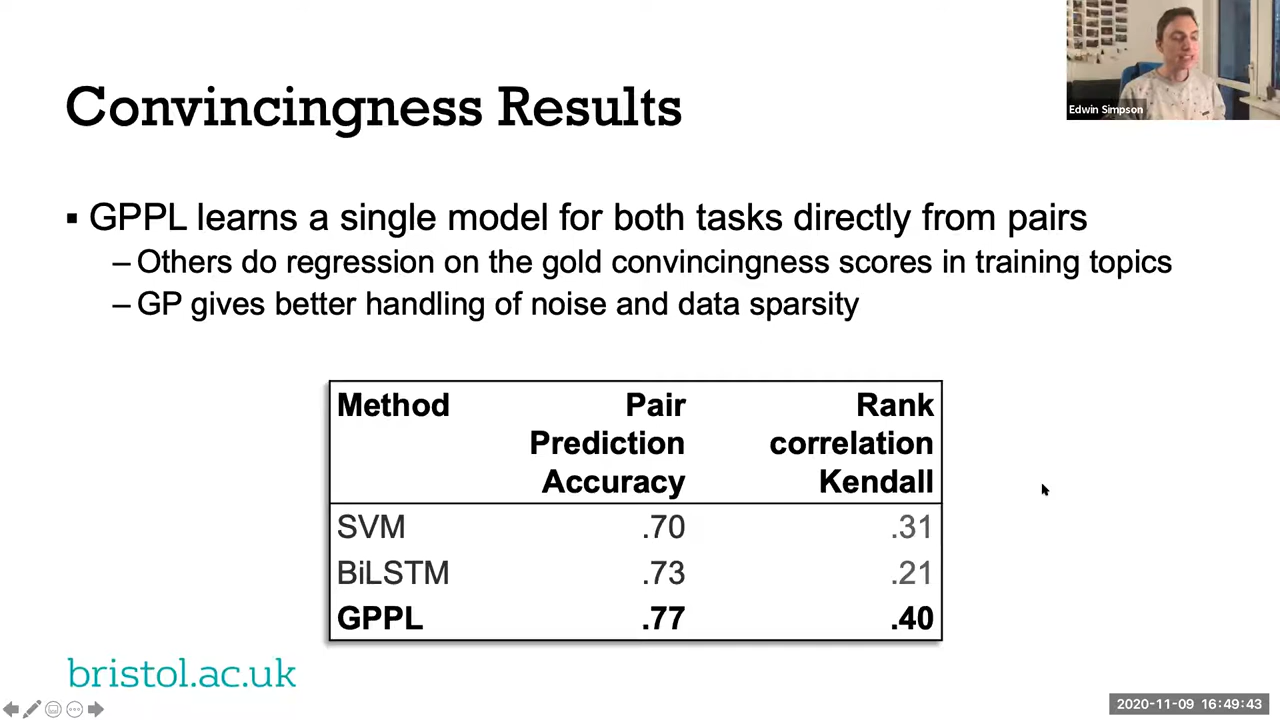 Convincingness Results
Edwin Simpson
▪ GPPL learns a single model for both tasks directly from pairs
– Others do regression on the gold convincingness scores in training topics
– GP gives better handling of noise and data sparsity
Method Pair Prediction Accuracy Rank correlation Kendall
SVM .70 .31
BiLSTM .73 .21
GPPL .77 .40
bristol.ac.uk
2020-11-09 16:49:43